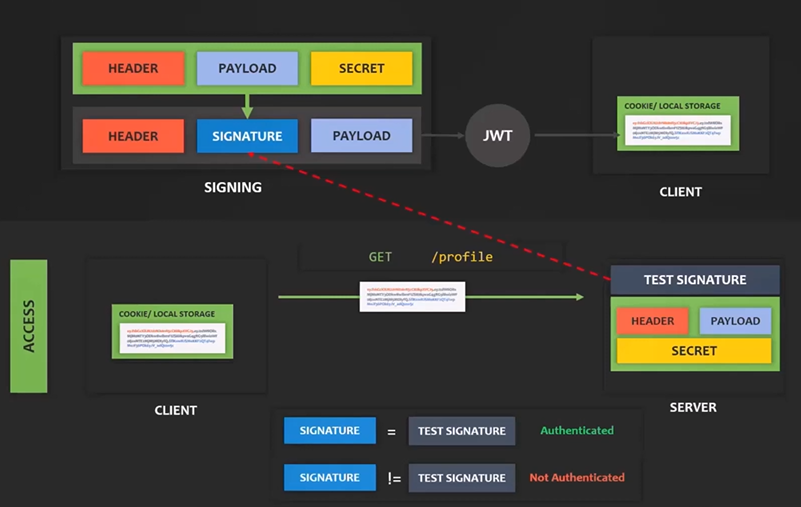 HEADER PAYLOAD SECRET
HEADER SIGNATURE PAYLOAD
SIGNING
JWT
COOKIE/ LOCAL STORAGE
CLIENT
ACCESS
COOKIE/ LOCAL STORAGE
CLIENT
GET /profile
TEST SIGNATURE
HEADER PAYLOAD
SECRET
SERVER
SIGNATURE = TEST SIGNATURE Authenticated
SIGNATURE != TEST SIGNATURE Not Authenticated